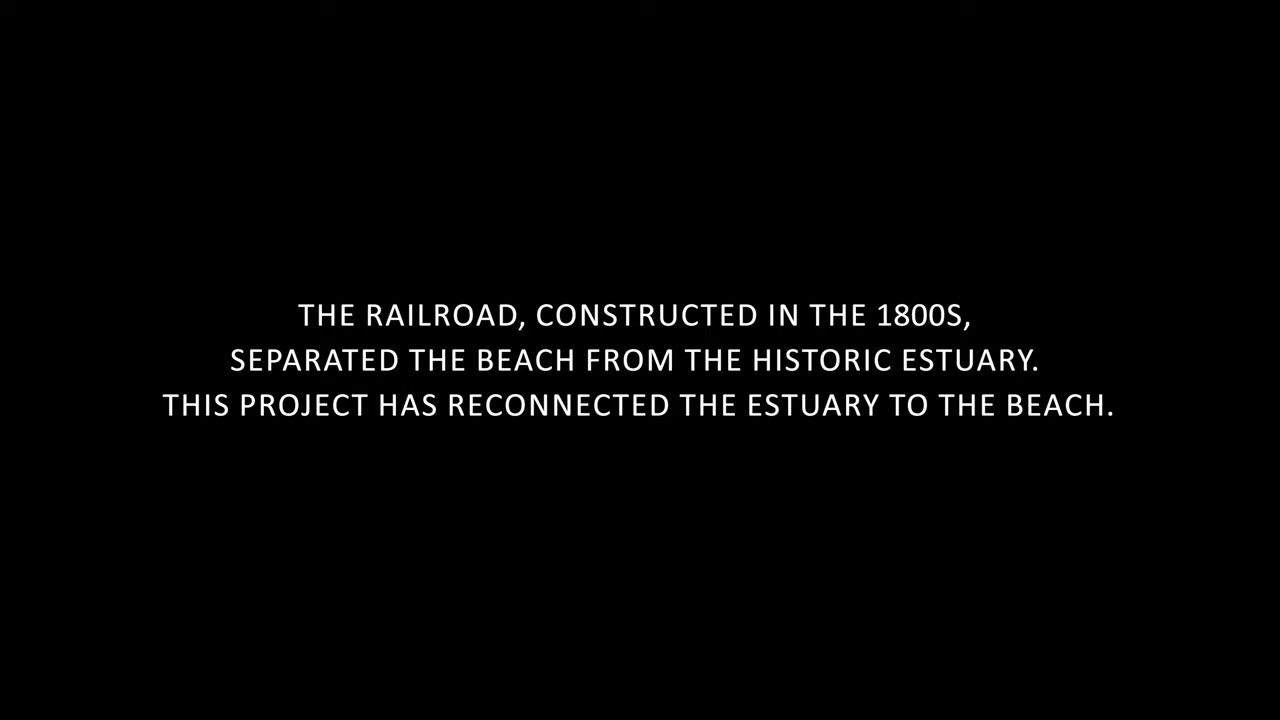 THE RAILROAD, CONSTRUCTED IN THE 1800S,
SEPARATED THE BEACH FROM THE HISTORIC ESTUARY.
THIS PROJECT HAS RECONNECTED THE ESTUARY TO THE BEACH.